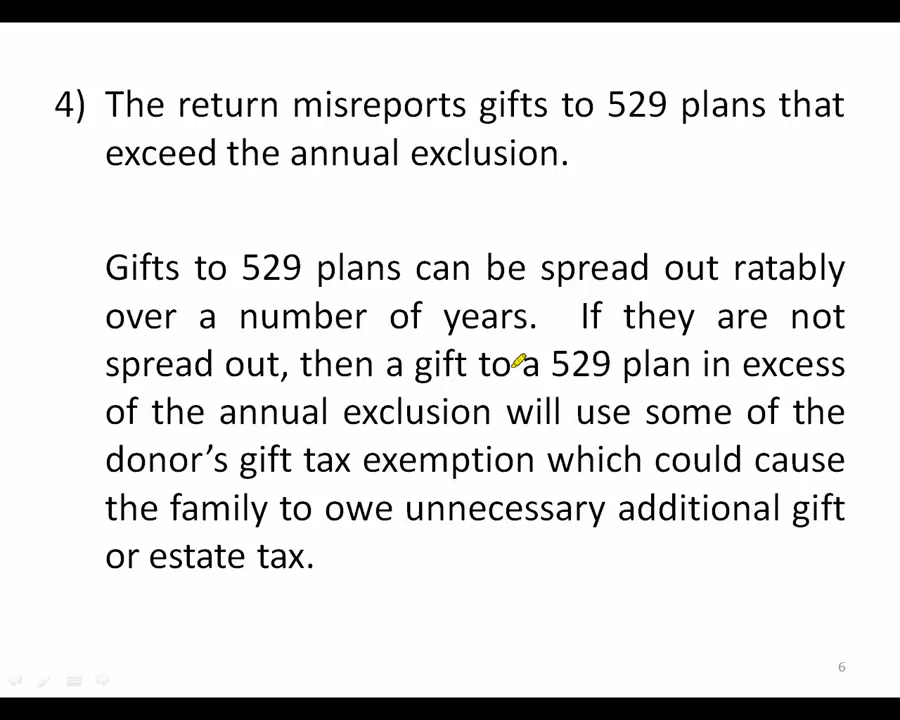 4) The return misreports gifts to 529 plans that
exceed the annual exclusion.
Gifts to 529 plans can be spread out ratably
over a number of years. If they are not
spread out, then a gift to a 529 plan in excess
of the annual exclusion will use some of the
donor’s gift tax exemption which could cause
the family to owe unnecessary additional gift
or estate tax.
6